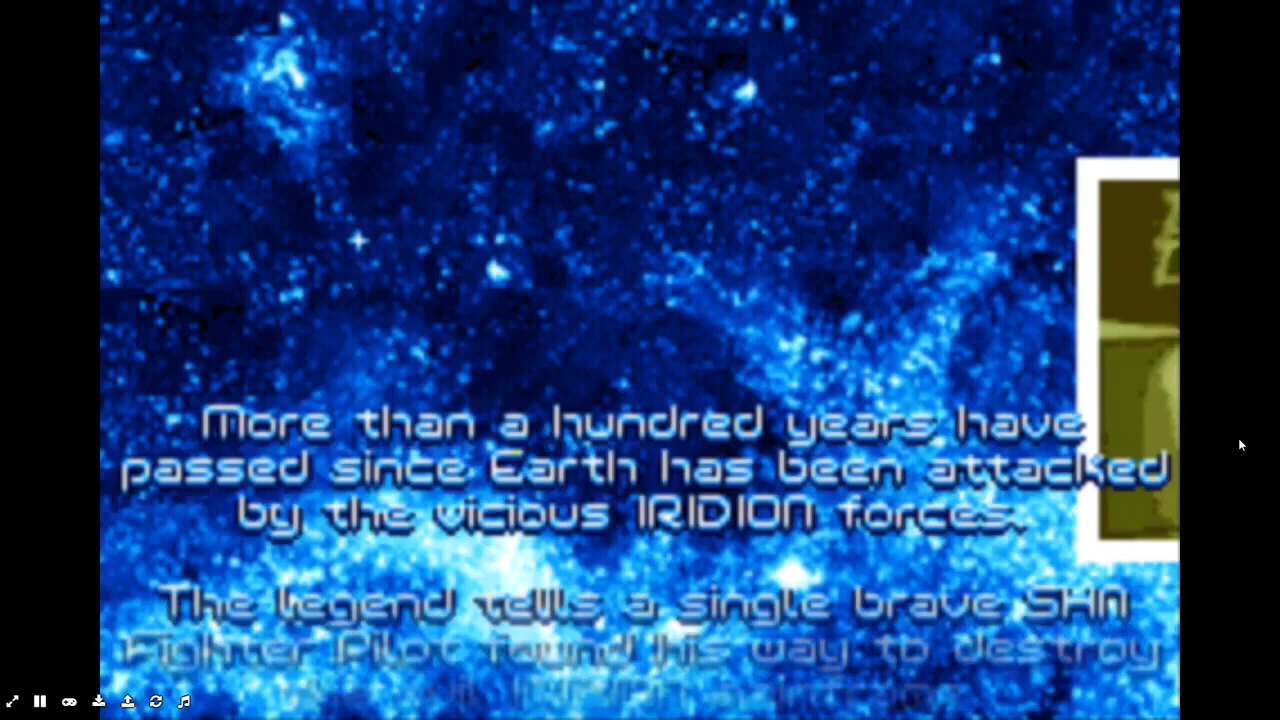 More than a hundred years have
passed since Earth has been attacked
by the vicious IRIDION forces.
The legend tells a single brave SHN
Fighter Pilot found his way to destroy
IRIDION